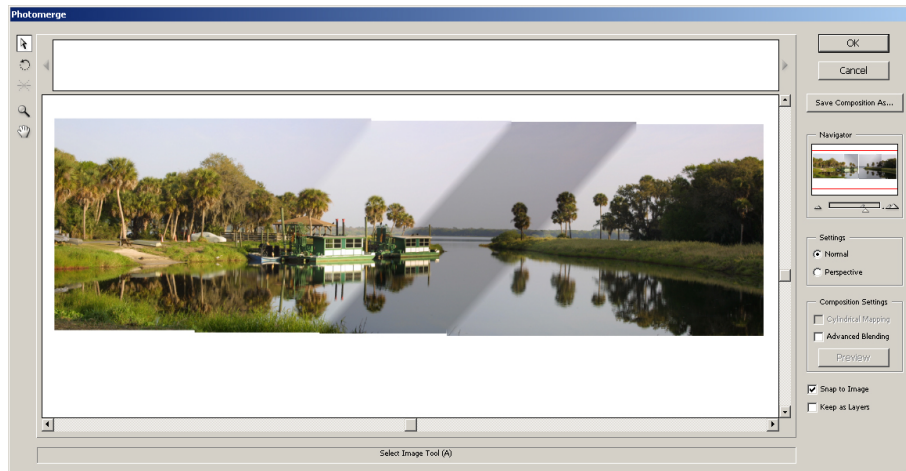 Photomerge
OK
Cancel
Save Composition As...
Navigator
Settings
Normal
Perspective
Composition Settings
Cylindrical Mapping
Advanced Blending
Preview
Snap to Image
Keep as Layers
Select Image Tool (A)